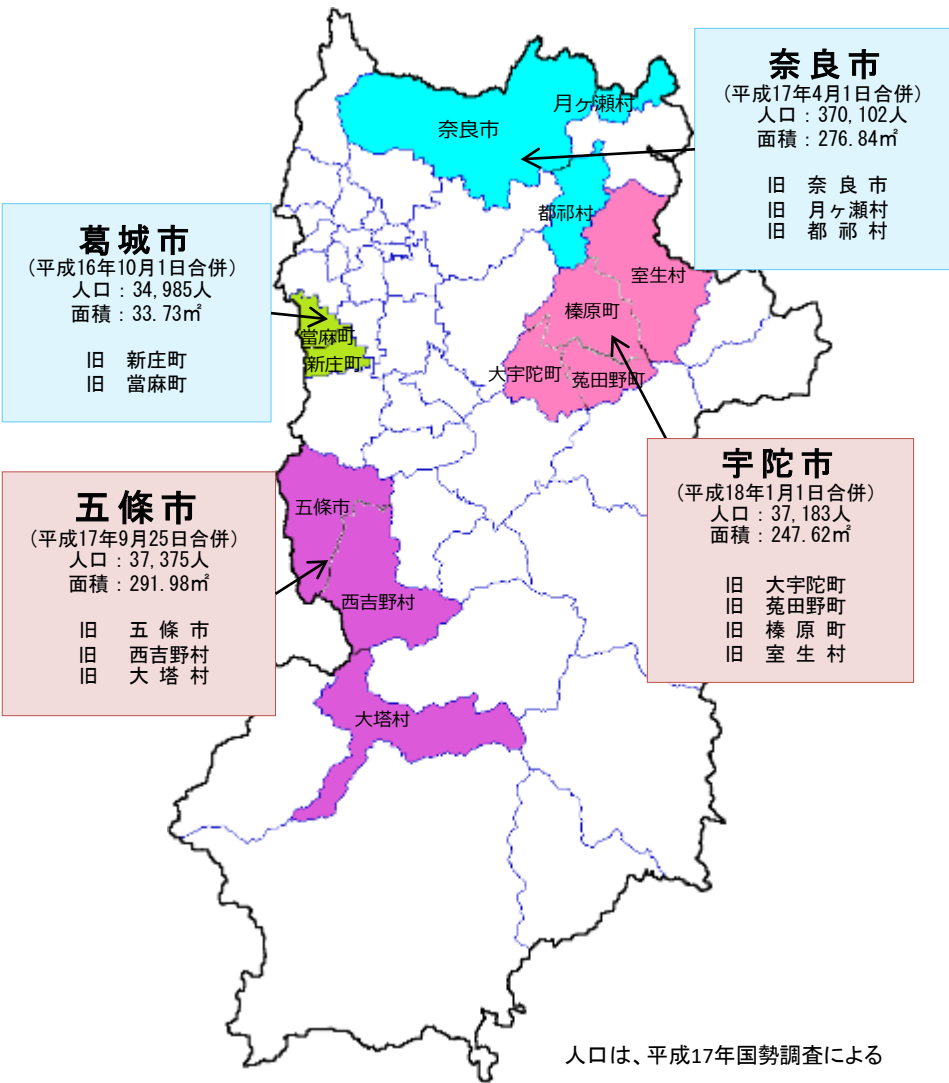 奈良市
(平成17年4月1日合併)
人口：370,102人
面積：276.84㎡
旧　奈 良 市
旧　月ヶ瀬村
旧　都 祁 村
月ヶ瀬村
奈良市
都祁村
葛城市
(平成16年10月1日合併)
人口：34,985人
面積：33.73㎡
旧　新庄町
旧　當麻町
室生村
榛原町
當麻町
新庄町
大宇陀町
菟田野町
宇陀市
(平成18年1月1日合併)
人口：37,183人
面積：247.62㎡
旧　大宇陀町
旧　菟田野町
旧　榛 原 町
旧　室 生 村
五條市
(平成17年9月25日合併)
人口：37,375人
面積：291.98㎡
旧　五 條 市
旧　西吉野村
旧　大 塔 村
五條市
西吉野村
大塔村
人口は、平成17年国勢調査による